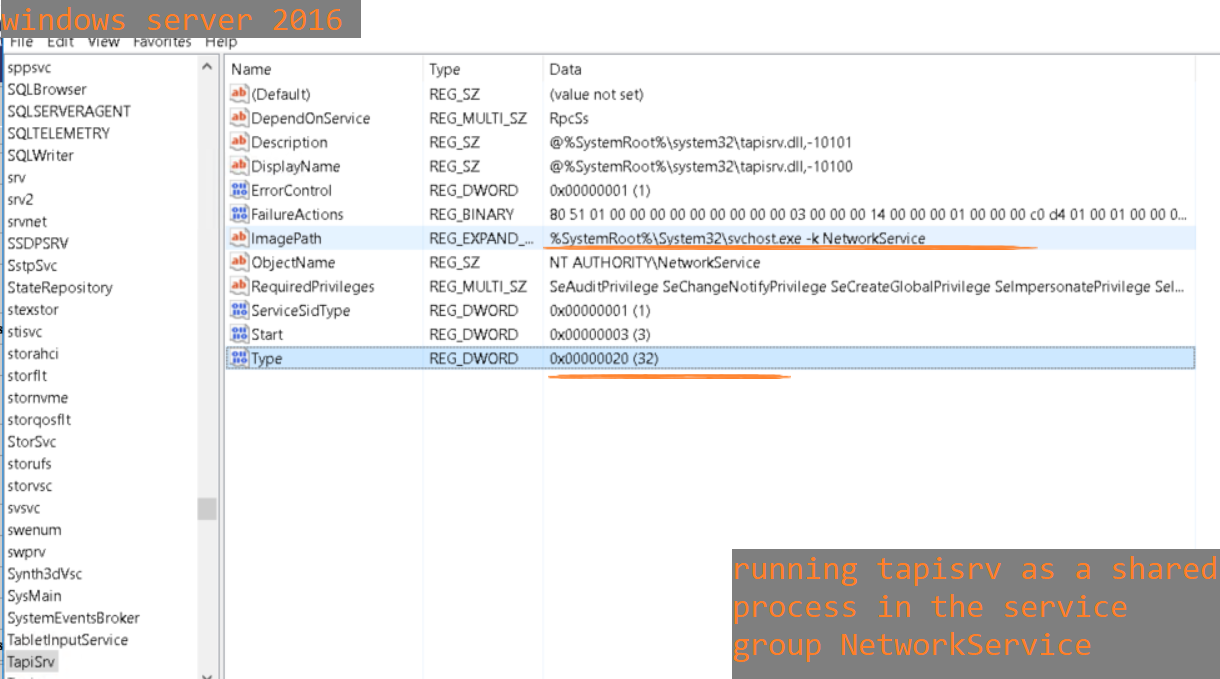 windows server 2016
File Edit View Favorites Help
sppsvc
SQLBrowser
SQLSERVERAGENT
SQLTELEMETRY
SQLWriter
srv
srv2
srvnet
SSDPSRV
SstpSvc
StateRepository
stexstor
stisvc
storahci
storflt
stornvme
storqosflt
StorSvc
storufs
storvsc
svsvc
swenum
swprv
Synth3dVsc
SysMain
SystemEventsBroker
TabletInputService
TapiSrv
Name Type Data
(Default) REG_SZ (value not set)
DependOnService REG_MULTI_SZ RpcSs
Description REG_SZ @%SystemRoot%\system32\tapisrv.dll,-10101
DisplayName REG_SZ @%SystemRoot%\system32\tapisrv.dll,-10100
ErrorControl REG_DWORD 0x00000001 (1)
FailureActions REG_BINARY 80 51 01 00 00 00 00 00 00 00 00 00 03 00 00 00 14 00 00 00 01 00 00 00 c0 d4 01 00 01 00 00 0...
ImagePath REG_EXPAND_... %SystemRoot%\System32\svchost.exe -k NetworkService
ObjectName REG_SZ NT AUTHORITY\NetworkService
RequiredPrivileges REG_MULTI_SZ SeAuditPrivilege SeChangeNotifyPrivilege SeCreateGlobalPrivilege SeImpersonatePrivilege SeI...
ServiceSidType REG_DWORD 0x00000001 (1)
Start REG_DWORD 0x00000003 (3)
Type REG_DWORD 0x00000020 (32)
running tapisrv as a shared
process in the service
group NetworkService